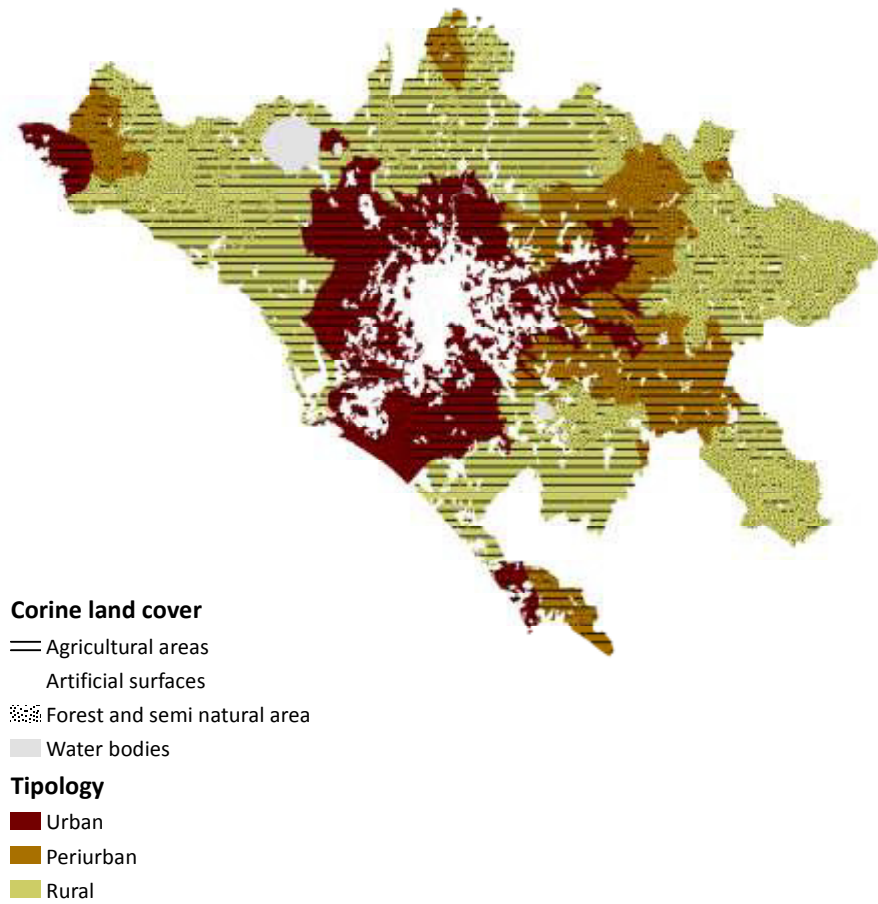 Corine land cover
Agricultural areas
Artificial surfaces
Forest and semi natural area
Water bodies
Tipology
Urban
Periurban
Rural